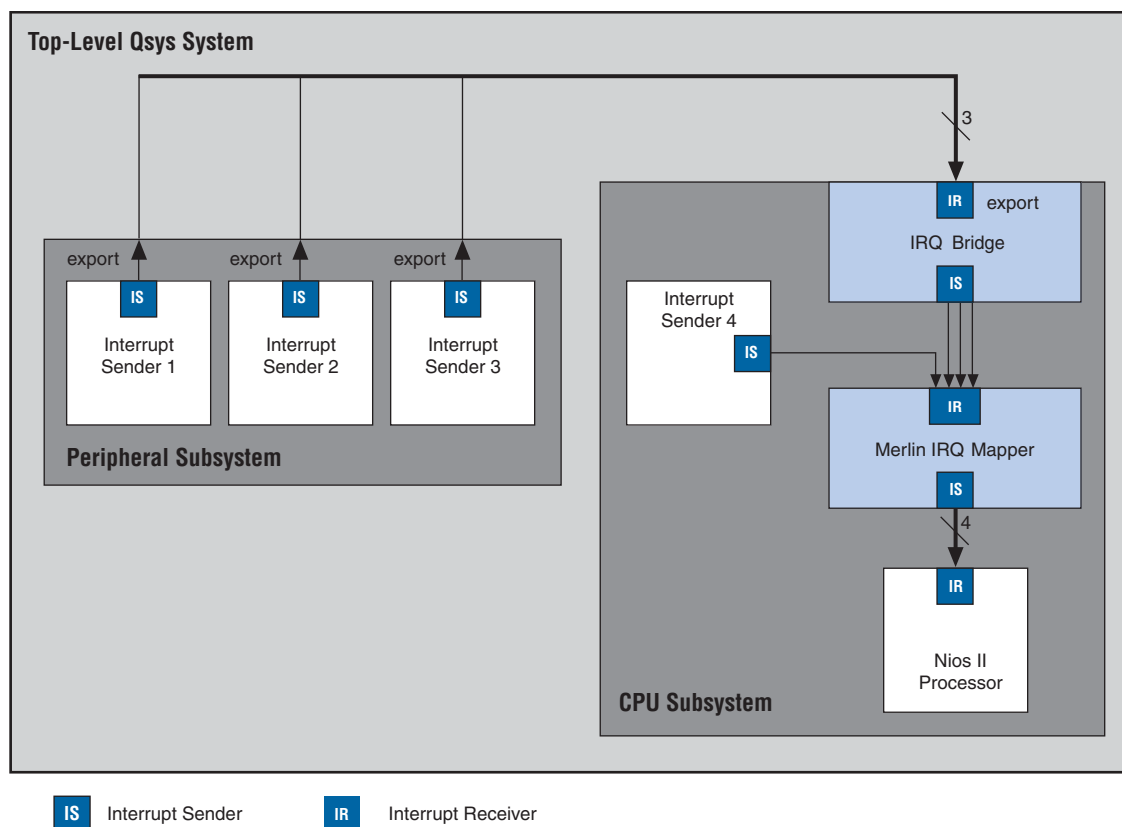 Top-Level Qsys System
3
IR
export
IRQ Bridge
IS
export
export
export
IS
IS
IS
Interrupt
Sender 1
Interrupt
Sender 2
Interrupt
Sender 3
Peripheral Subsystem
Interrupt
Sender 4
IS
IR
Merlin IRQ Mapper
IS
4
IR
Nios II
Processor
CPU Subsystem
IS Interrupt Sender
IR Interrupt Receiver